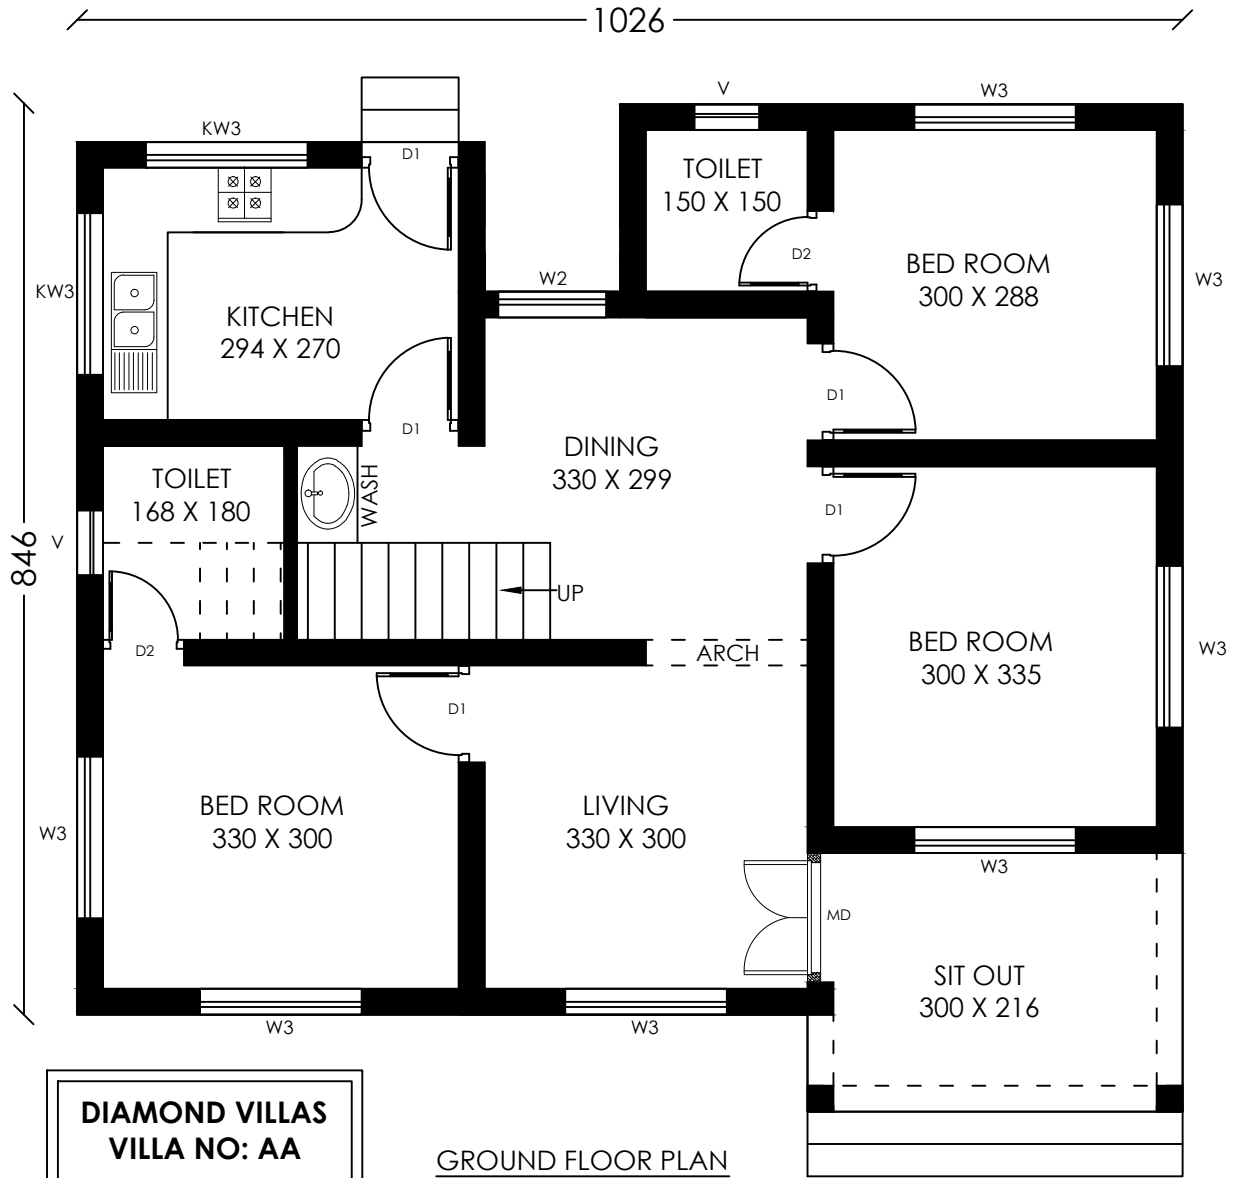 1026
V
W3
KW3
D1
TOILET
150 X 150
D2
BED ROOM
300 X 288
W3
KW3
W2
KITCHEN
294 X 270
D1
D1
DINING
330 X 299
TOILET
168 X 180
WASH
D1
846
V
UP
D2
ARCH
BED ROOM
300 X 335
W3
D1
BED ROOM
330 X 300
LIVING
330 X 300
W3
W3
MD
SIT OUT
300 X 216
W3
W3
DIAMOND VILLAS
VILLA NO: AA
GROUND FLOOR PLAN